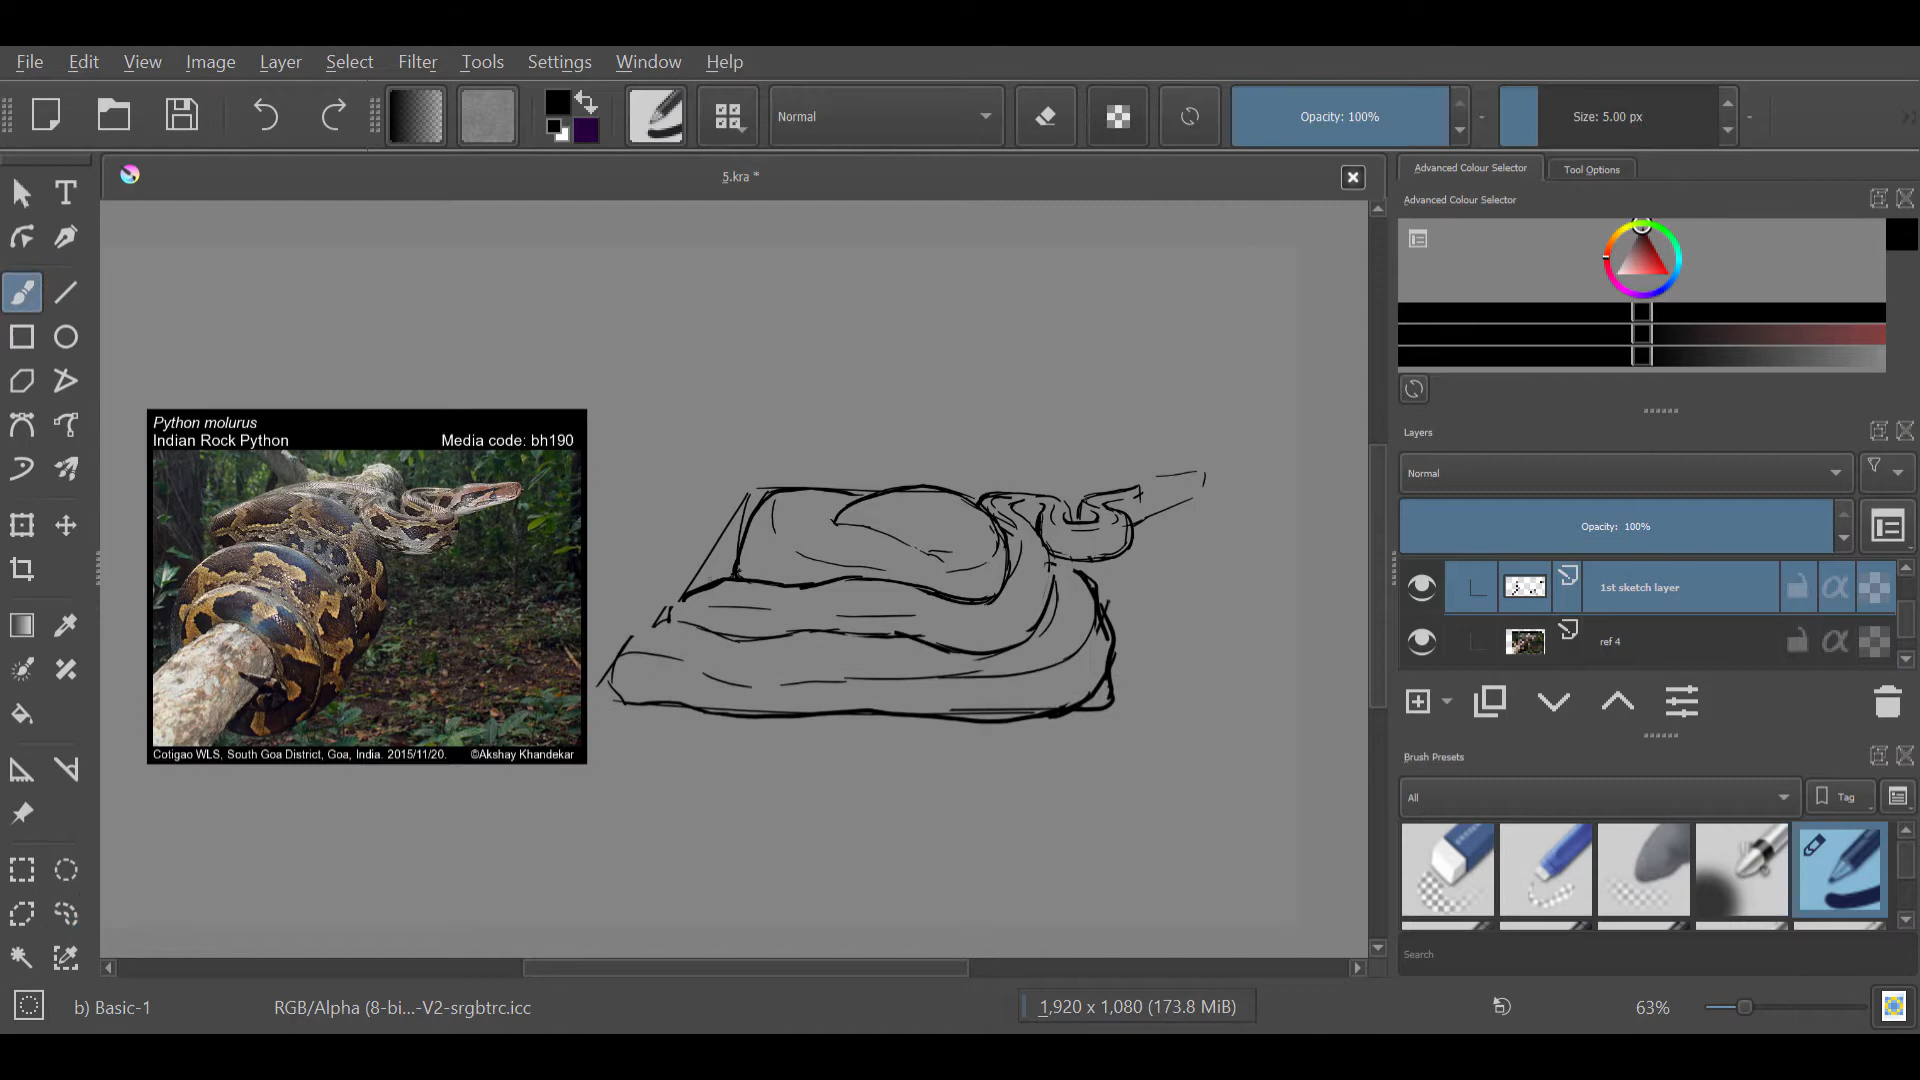 File Edit View Image Layer Select Filter Tools Settings Window Help
Normal
Opacity: 100%
Size: 5.00 px
5.kra *
Advanced Colour Selector
Tool Options
Advanced Colour Selector
Python molurus
Indian Rock Python
Media code: bh190
Cotigao WLS, South Goa District, Goa, India. 2015/11/20.
©Akshay Khandekar
Layers
Normal
Opacity: 100%
1st sketch layer
ref 4
Brush Presets
All
Tag
Search
b) Basic-1
RGB/Alpha (8-bi...-V2-srgbtrc.icc
1,920 x 1,080 (173.8 MiB)
63%